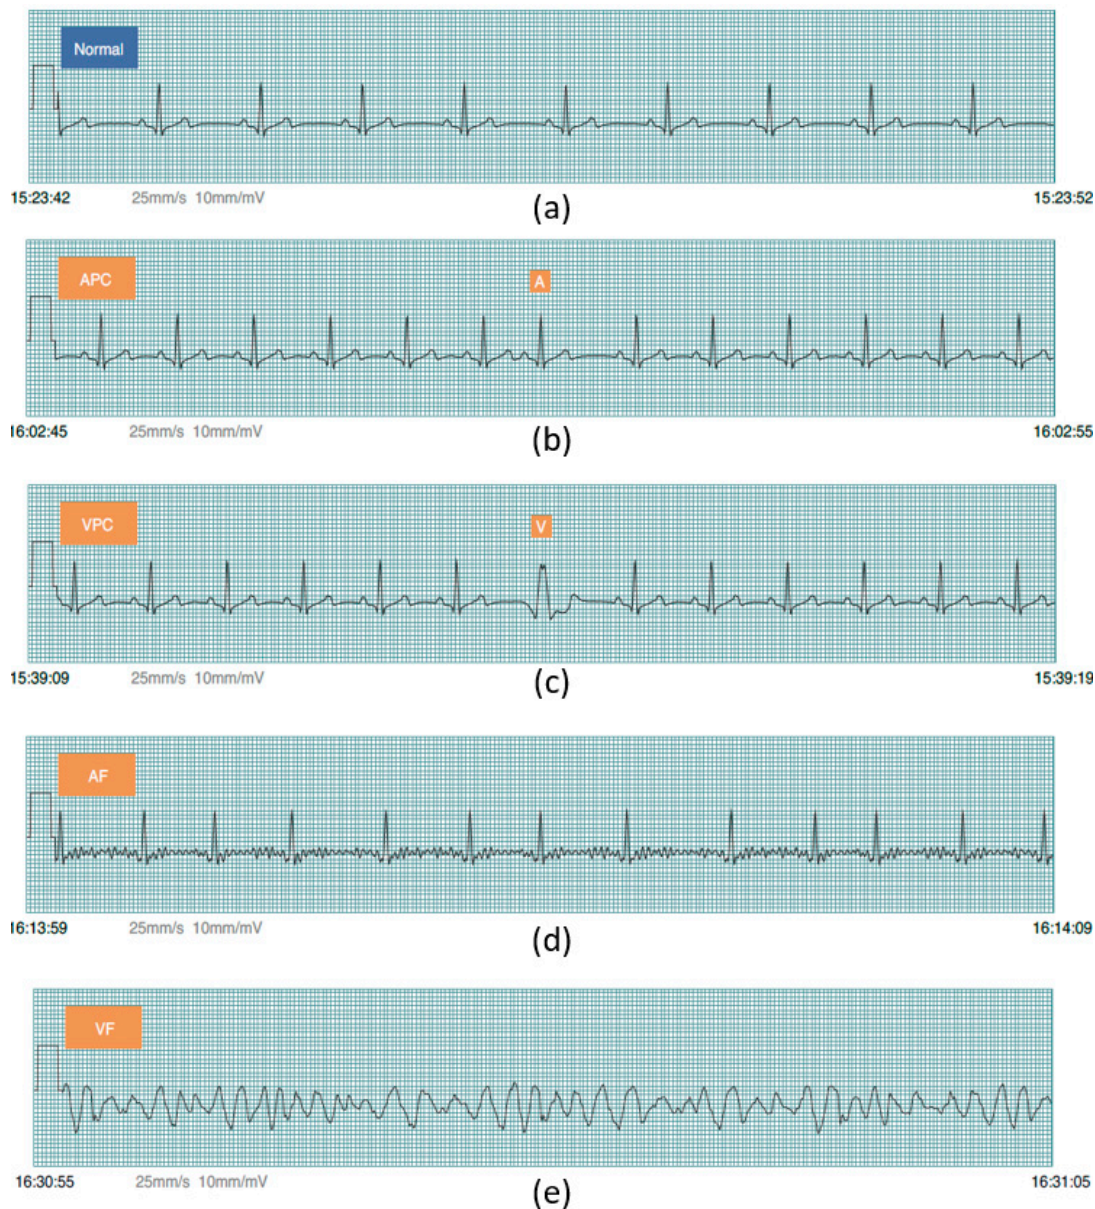 Normal
15:23:42 25mm/s 10mm/mV 15:23:52
(a)
APC A
16:02:45 25mm/s 10mm/mV 16:02:55
(b)
VPC V
15:39:09 25mm/s 10mm/mV 15:39:19
(c)
AF
16:13:59 25mm/s 10mm/mV 16:14:09
(d)
VF
16:30:55 25mm/s 10mm/mV 16:31:05
(e)